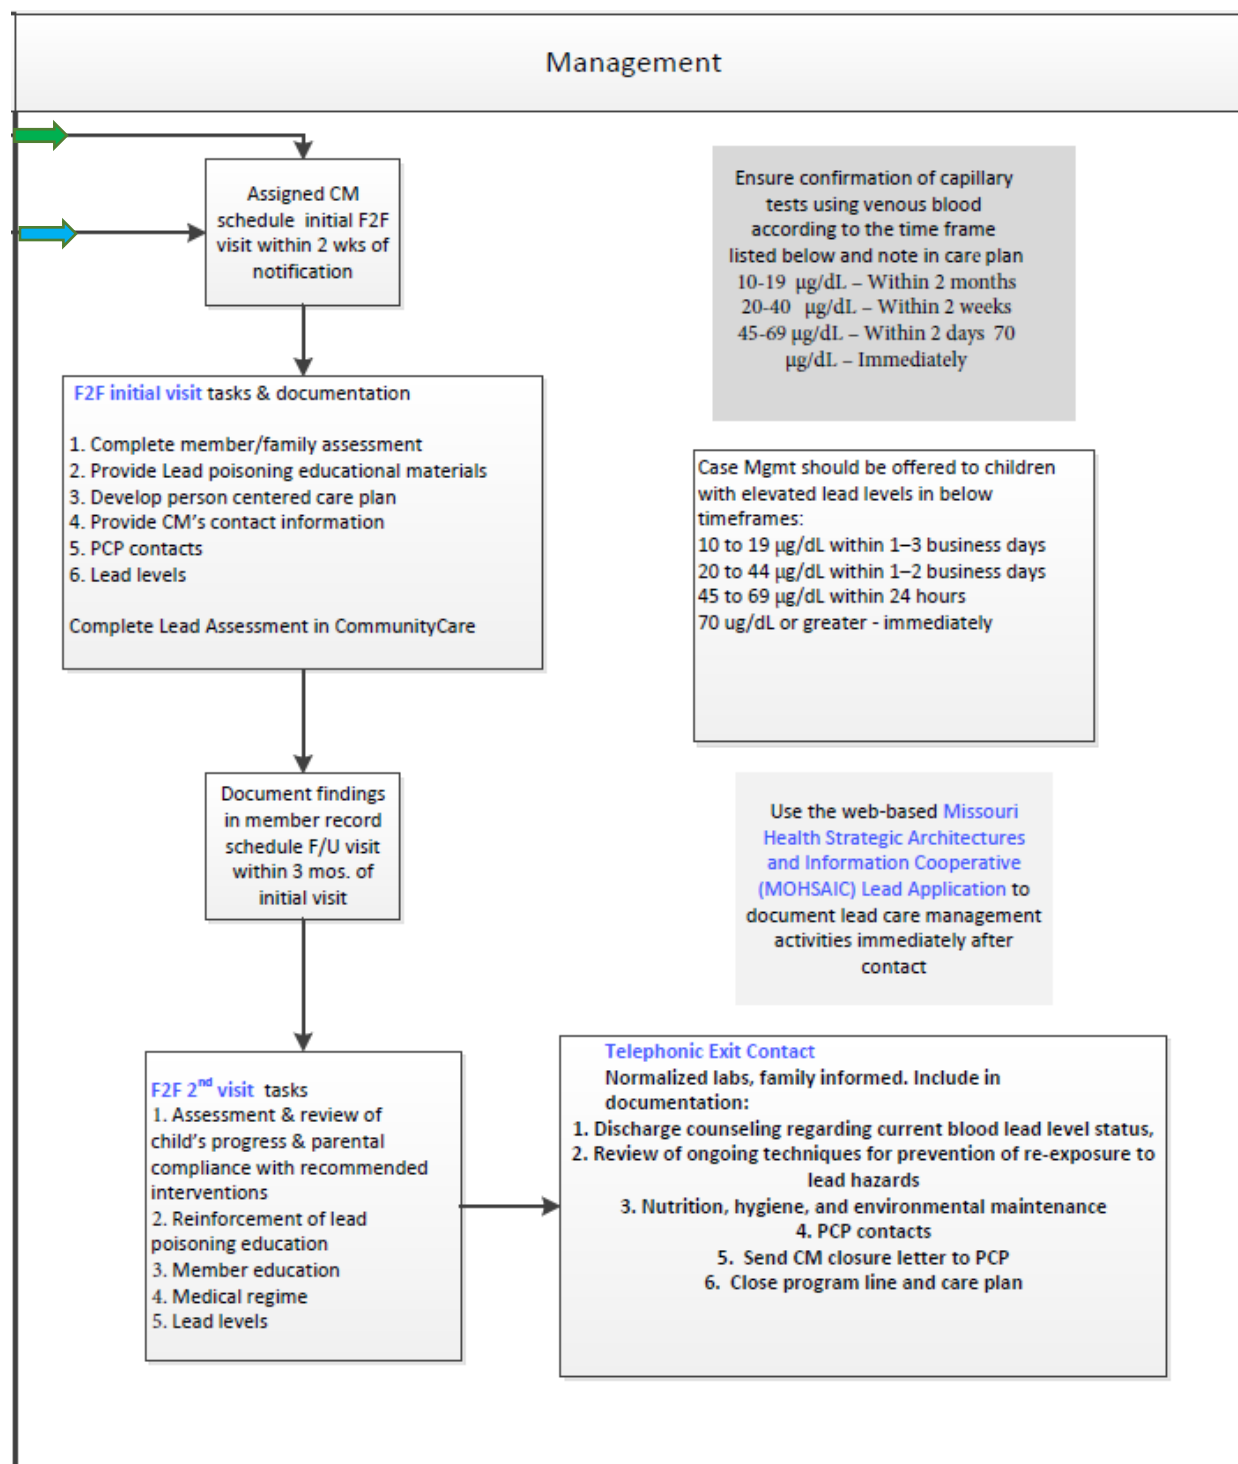 Management
Assigned CM
schedule initial F2F
visit within 2 wks of
notification
Ensure confirmation of capillary
tests using venous blood
according to the time frame
listed below and note in care plan
10-19 µg/dL – Within 2 months
20-40 µg/dL – Within 2 weeks
45-69 µg/dL – Within 2 days 70
µg/dL – Immediately
F2F initial visit tasks & documentation
1. Complete member/family assessment
2. Provide Lead poisoning educational materials
3. Develop person centered care plan
4. Provide CM's contact information
5. PCP contacts
6. Lead levels
Complete Lead Assessment in CommunityCare
Case Mgmt should be offered to children
with elevated lead levels in below
timeframes:
10 to 19 µg/dL within 1–3 business days
20 to 44 µg/dL within 1–2 business days
45 to 69 µg/dL within 24 hours
70 ug/dL or greater - immediately
Document findings
in member record
schedule F/U visit
within 3 mos. of
initial visit
Use the web-based Missouri
Health Strategic Architectures
and Information Cooperative
(MOHSAIC) Lead Application to
document lead care management
activities immediately after
contact
F2F 2nd visit tasks
1. Assessment & review of
child's progress & parental
compliance with recommended
interventions
2. Reinforcement of lead
poisoning education
3. Member education
4. Medical regime
5. Lead levels
Telephonic Exit Contact
Normalized labs, family informed. Include in
documentation:
1. Discharge counseling regarding current blood lead level status,
2. Review of ongoing techniques for prevention of re-exposure to
lead hazards
3. Nutrition, hygiene, and environmental maintenance
4. PCP contacts
5. Send CM closure letter to PCP
6. Close program line and care plan